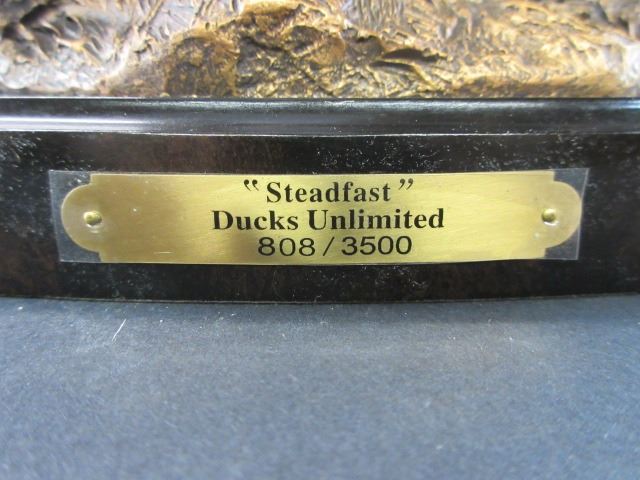 “Steadfast”
Ducks Unlimited
808/3500